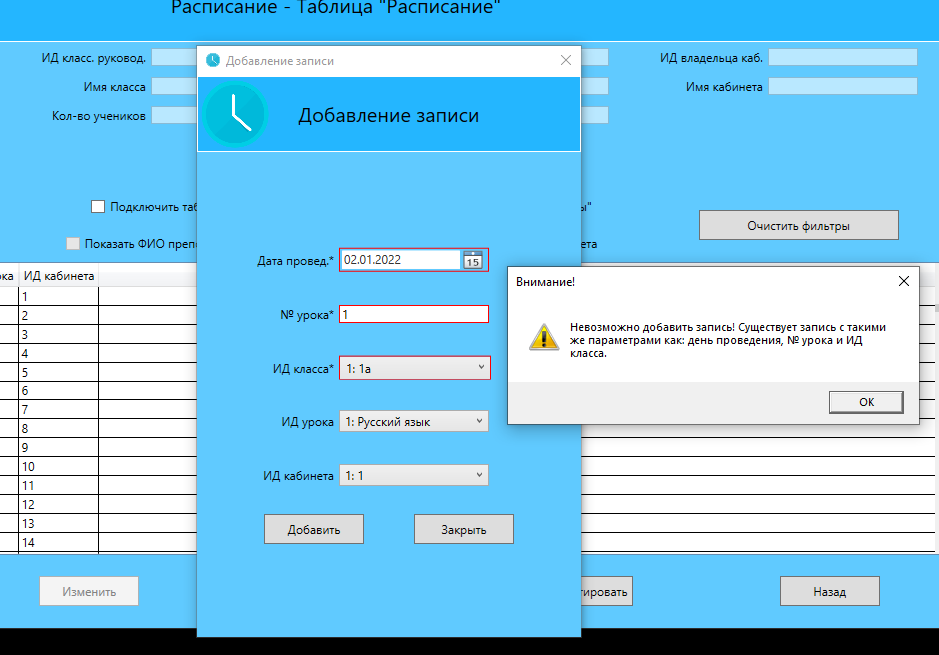 Расписание - Таблица "Расписание"
ИД класс. руковод.
ИД владельца каб.
Имя класса
Имя кабинета
Кол-во учеников
Добавление записи
Добавление записи
Подключить таб
ы"
Очистить фильтры
Показать ФИО преп
ета
ка
ИД кабинета
1
2
3
4
5
6
7
8
9
10
11
12
13
14
Дата провед.*
02.01.2022
15
№ урока*
1
ИД класса*
1: 1а
ИД урока
1: Русский язык
ИД кабинета
1: 1
Добавить
Закрыть
Внимание!
Невозможно добавить запись! Существует запись с такими
же параметрами как: день проведения, № урока и ИД
класса.
OK
Изменить
тировать
Назад